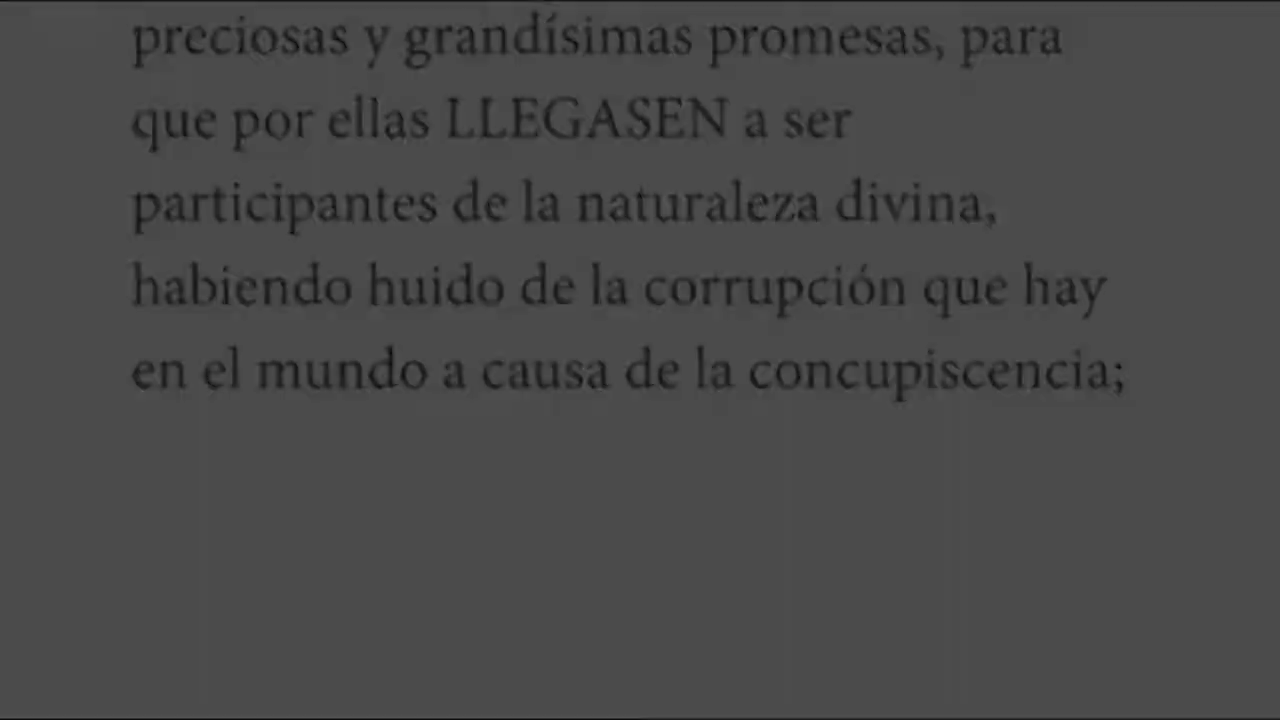 preciosas y grandísimas promesas, para
que por ellas LLEGASEN a ser
participantes de la naturaleza divina,
habiendo huido de la corrupción que hay
en el mundo a causa de la concupiscencia;